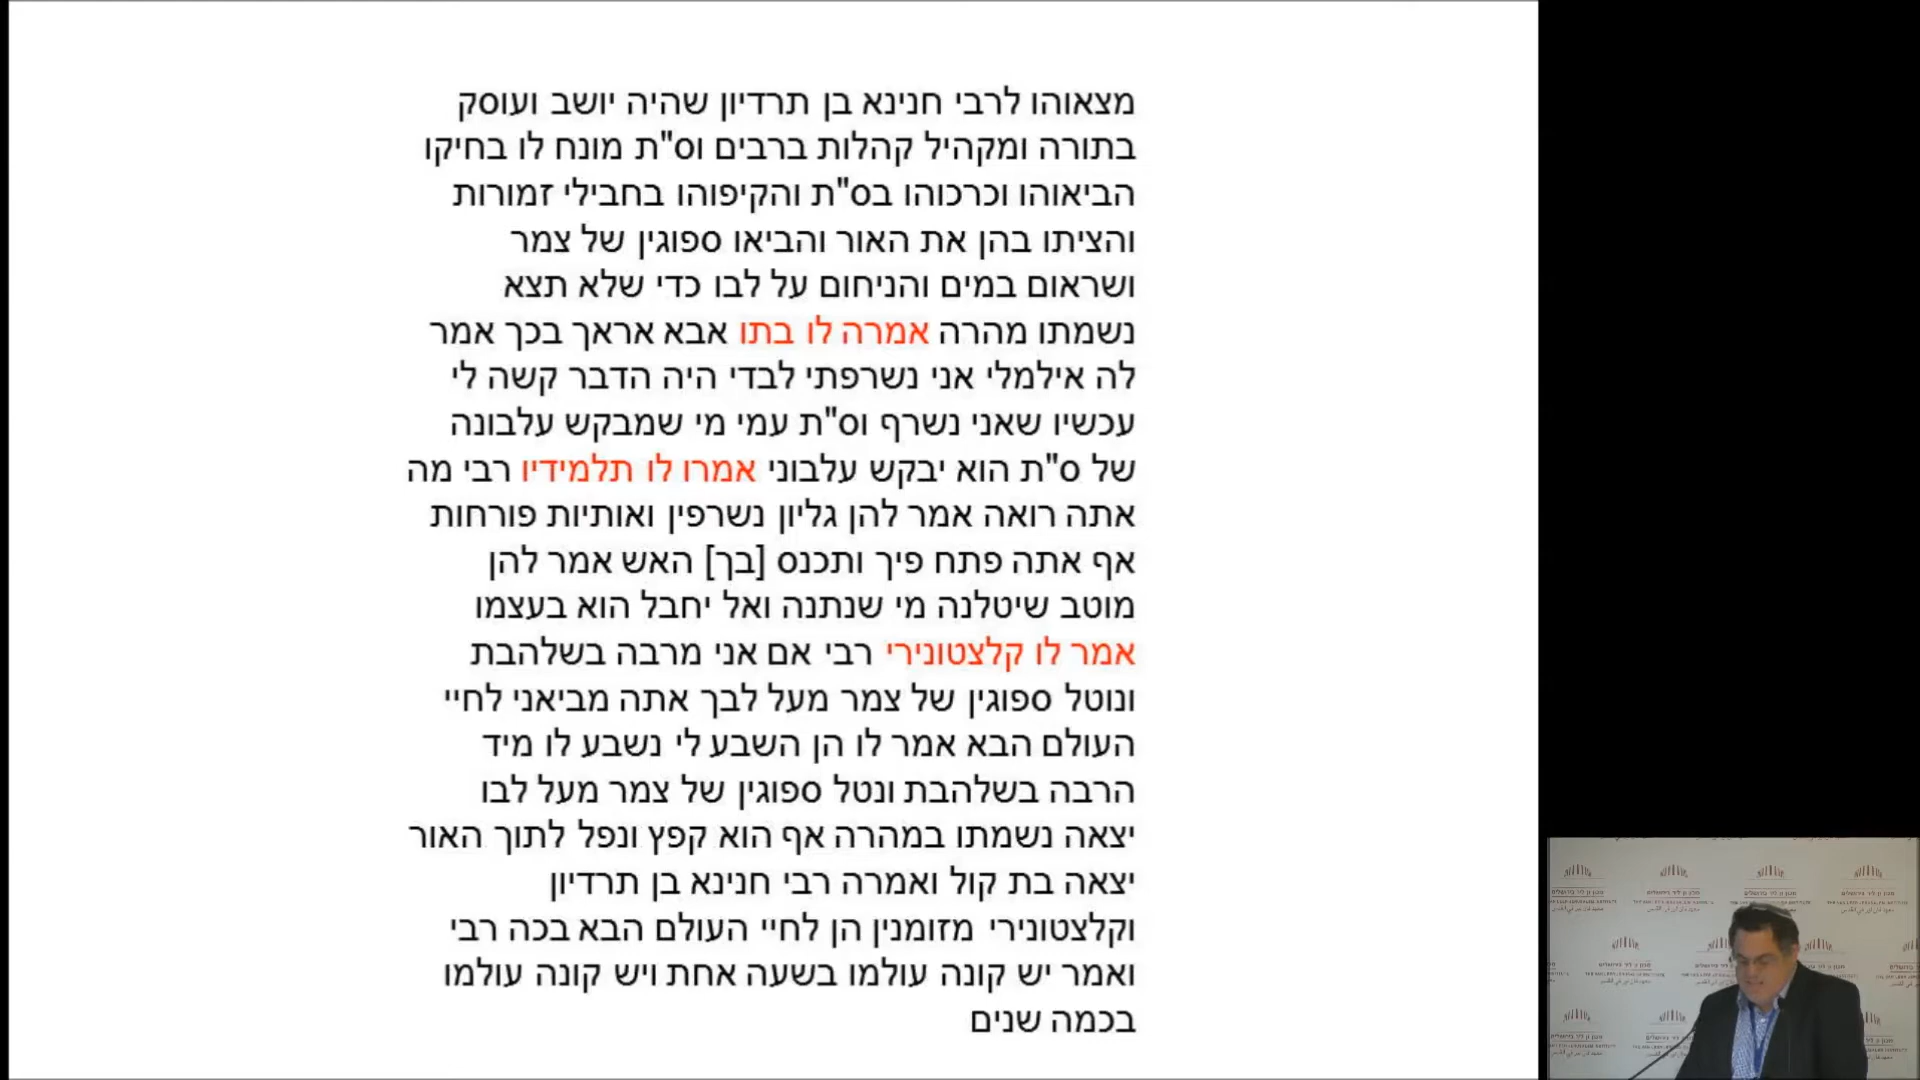 מצאוהו לרבי חנינא בן תרדיון שהיה יושב ועוסק
בתורה ומקהיל קהלות ברבים וס"ת מונח לו בחיקו
הביאוהו וכרכוהו בס"ת והקיפוהו בחבילי זמורות
והציתו בהן את האור והביאו ספוגין של צמר
ושראום במים והניחום על לבו כדי שלא תצא
נשמתו מהרה אמרה לו בתו אבא אראך בכך אמר
לה אילמלי אני נשרפתי לבדי היה הדבר קשה לי
עכשיו שאני נשרף וס"ת עמי מי שמבקש עלבונה
של ס"ת הוא יבקש עלבוני אמרו לו תלמידיו רבי מה
אתה רואה אמר להן גליון נשרפין ואותיות פורחות
אף אתה פתח פיך ותכנס [בך] האש אמר להן
מוטב שיטלנה מי שנתנה ואל יחבל הוא בעצמו
אמר לו קלצטונירי רבי אם אני מרבה בשלהבת
ונוטל ספוגין של צמר מעל לבך אתה מביאני לחיי
העולם הבא אמר לו הן השבע לי נשבע לו מיד
הרבה בשלהבת ונטל ספוגין של צמר מעל לבו
יצאה נשמתו במהרה אף הוא קפץ ונפל לתוך האור
יצאה בת קול ואמרה רבי חנינא בן תרדיון
וקלצטונירי מזומנין הן לחיי העולם הבא בכה רבי
ואמר יש קונה עולמו בשעה אחת ויש קונה עולמו
בכמה שנים